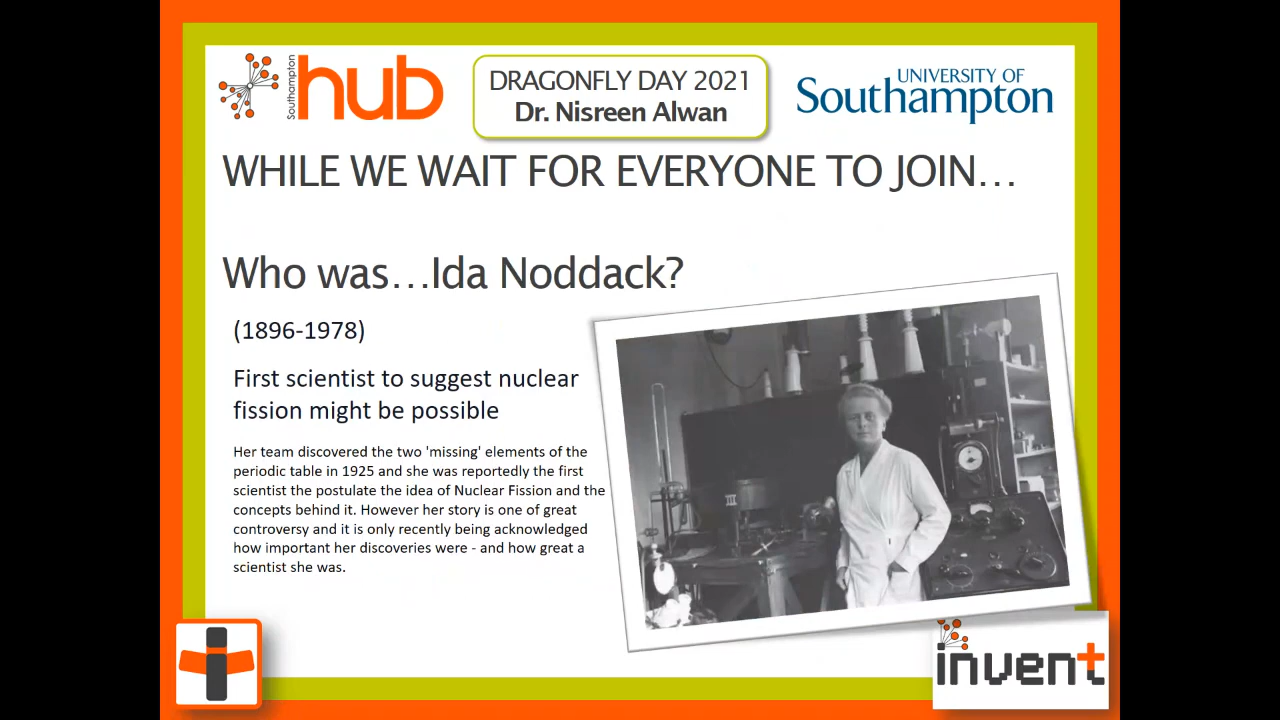 Southampton
hub
DRAGONFLY DAY 2021
Dr. Nisreen Alwan
UNIVERSITY OF
Southampton
WHILE WE WAIT FOR EVERYONE TO JOIN...
Who was...Ida Noddack?
(1896-1978)
First scientist to suggest nuclear
fission might be possible
Her team discovered the two 'missing' elements of the
periodic table in 1925 and she was reportedly the first
scientist the postulate the idea of Nuclear Fission and the
concepts behind it. However her story is one of great
controversy and it is only recently being acknowledged
how important her discoveries were - and how great a
scientist she was.
III
invent